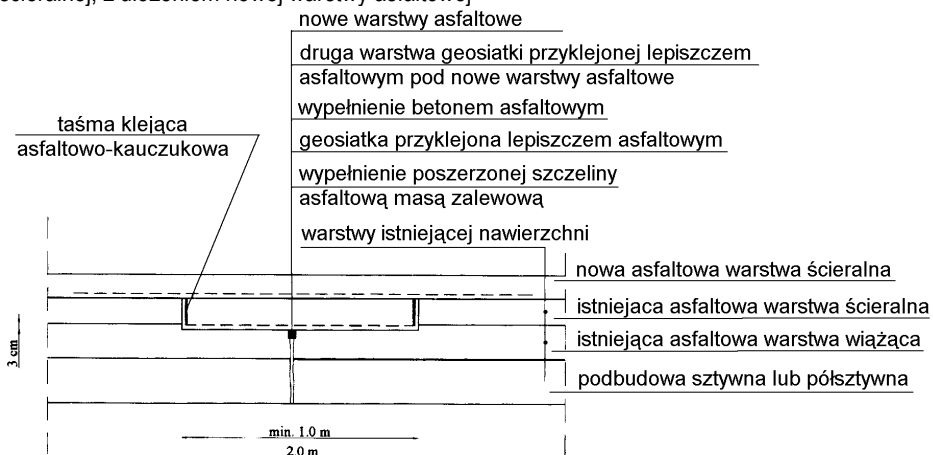 ścieralnej, z ułożeniem nowej warstwy asfaltowej
nowe warstwy asfaltowe
druga warstwa geosiatki przyklejonej lepiszczem
asfaltowym pod nowe warstwy asfaltowe
wypełnienie betonem asfaltowym
taśma klejąca
asfaltowo-kauczukowa
geosiatka przyklejona lepiszczem asfaltowym
wypełnienie poszerzonej szczeliny
asfaltową masą zalewową
warstwy istniejącej nawierzchni
nowa asfaltowa warstwa ścieralna
istniejaca asfaltowa warstwa ścieralna
istniejąca asfaltowa warstwa wiążąca
podbudowa sztywna lub półsztywna
3 cm
min. 1.0 m
2.0 m